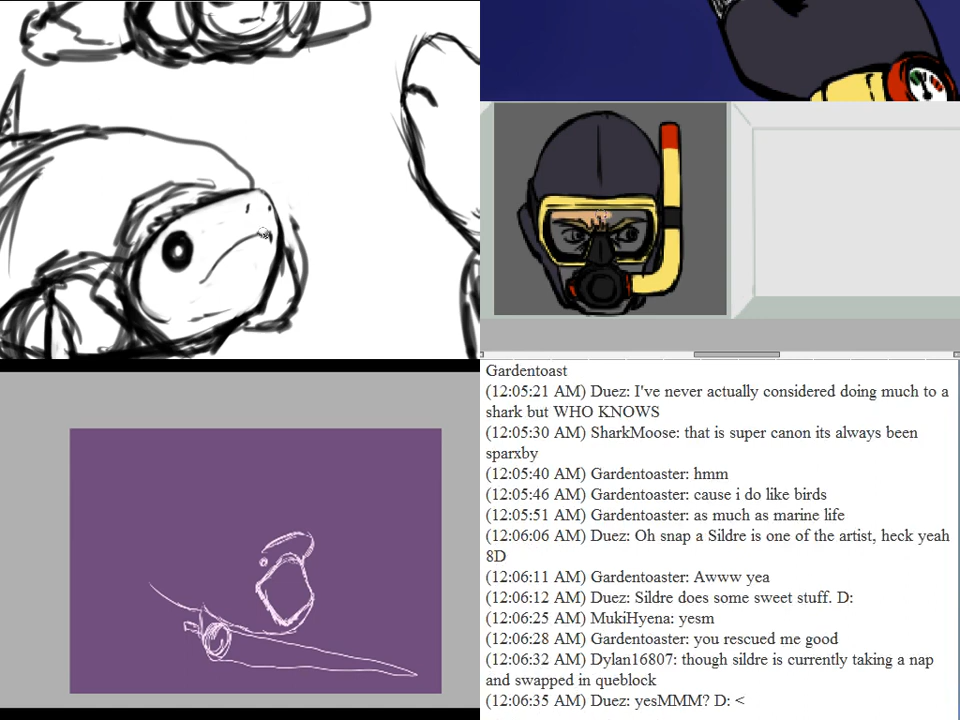 Gardentoast
(12:05:21 AM) Duez: I've never actually considered doing much to a
shark but WHO KNOWS
(12:05:30 AM) SharkMoose: that is super canon its always been
sparxby
(12:05:40 AM) Gardentoaster: hmm
(12:05:46 AM) Gardentoaster: cause i do like birds
(12:05:51 AM) Gardentoaster: as much as marine life
(12:06:06 AM) Duez: Oh snap a Sildre is one of the artist, heck yeah
8D
(12:06:11 AM) Gardentoaster: Awww yea
(12:06:12 AM) Duez: Sildre does some sweet stuff. D:
(12:06:25 AM) MukiHyena: yesm
(12:06:28 AM) Gardentoaster: you rescued me good
(12:06:32 AM) Dylan16807: though sildre is currently taking a nap
and swapped in queblock
(12:06:35 AM) Duez: yesMMM? D: <